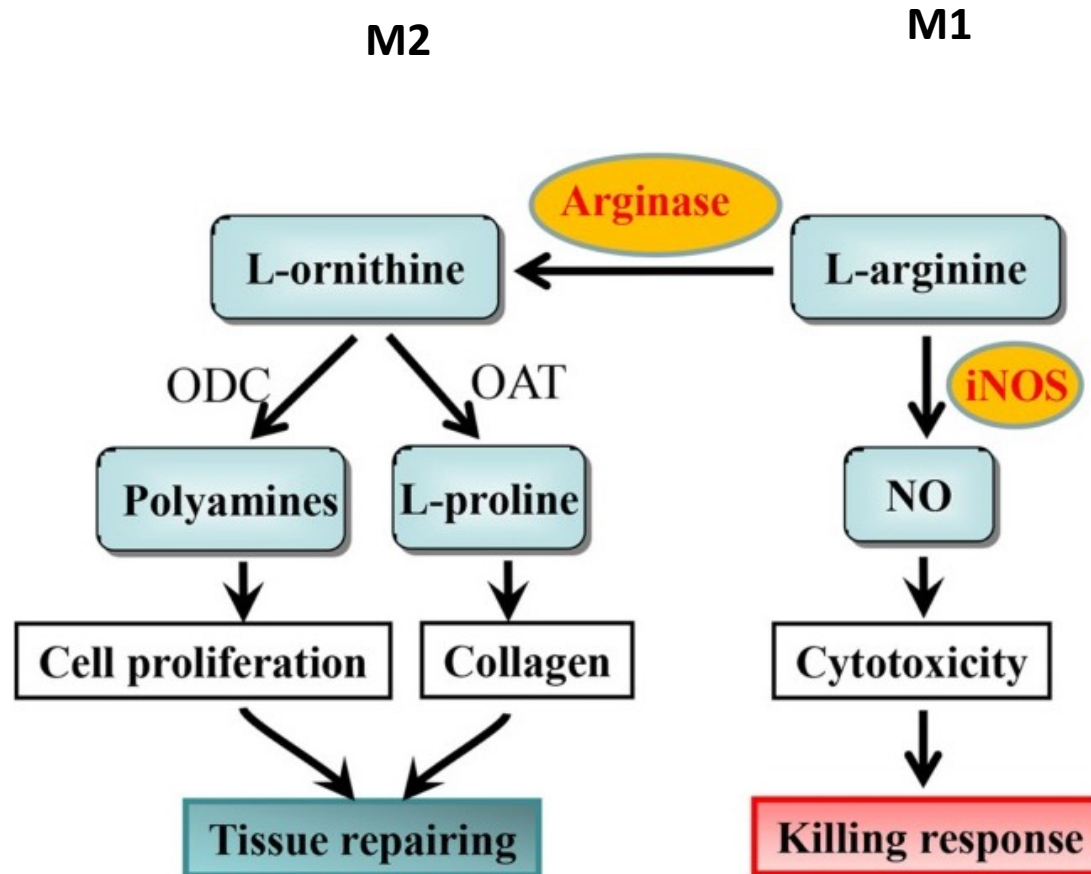 M2
M1
Arginase
L-ornithine
L-arginine
ODC
OAT
iNOS
Polyamines
L-proline
NO
Cell proliferation
Collagen
Cytotoxicity
Tissue repairing
Killing response